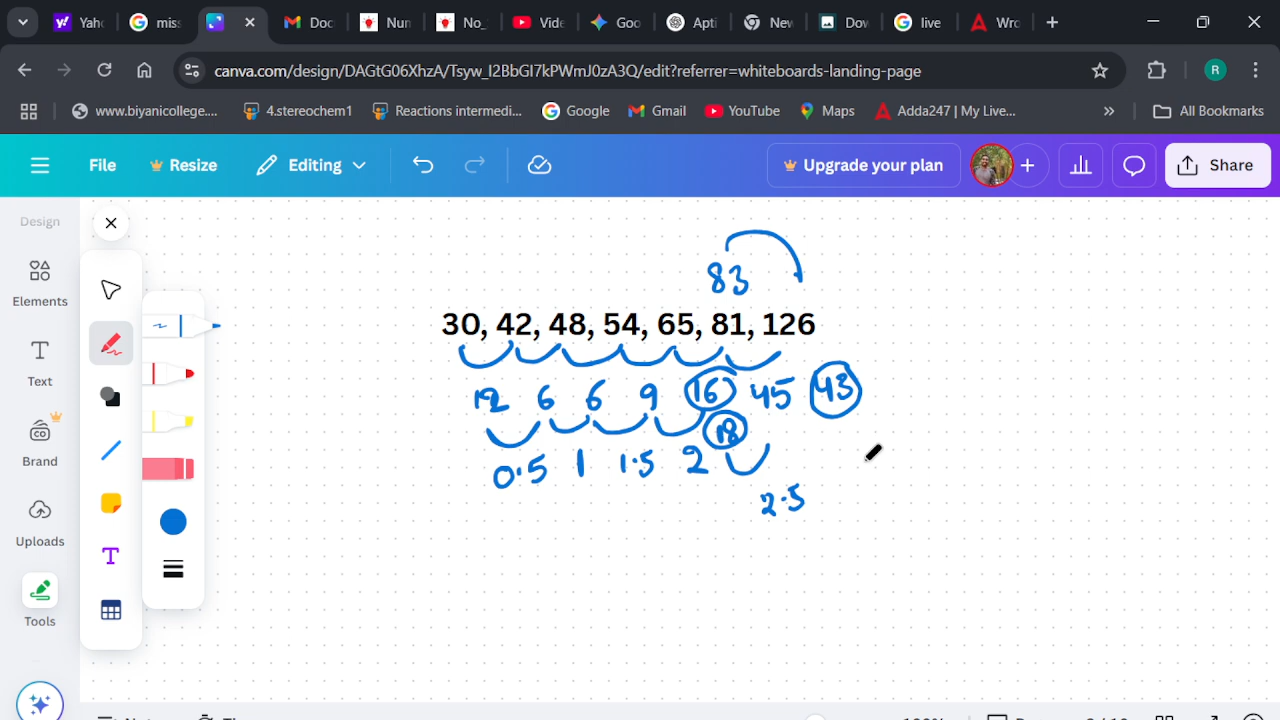 Yaho
miss
Doc
Nur
No_
Vide
Goo
Apti
New
Dow
live
Wro
canva.com/design/DAGtG06XhzA/Tsyw_I2BbGI7kPWmJ0zA3Q/edit?referrer=whiteboards-landing-page
R
www.biyanicollege....
4.stereochem1
Reactions intermedi...
Google
Gmail
YouTube
Maps
Adda247 | My Live...
»
All Bookmarks
File
Resize
Editing
Upgrade your plan
Share
Design
Elements
Text
Brand
Uploads
Tools
83
30, 42, 48, 54, 65, 81, 126
12 6 6 9 16 45 43
18
0.5 1 1.5 2
2.5